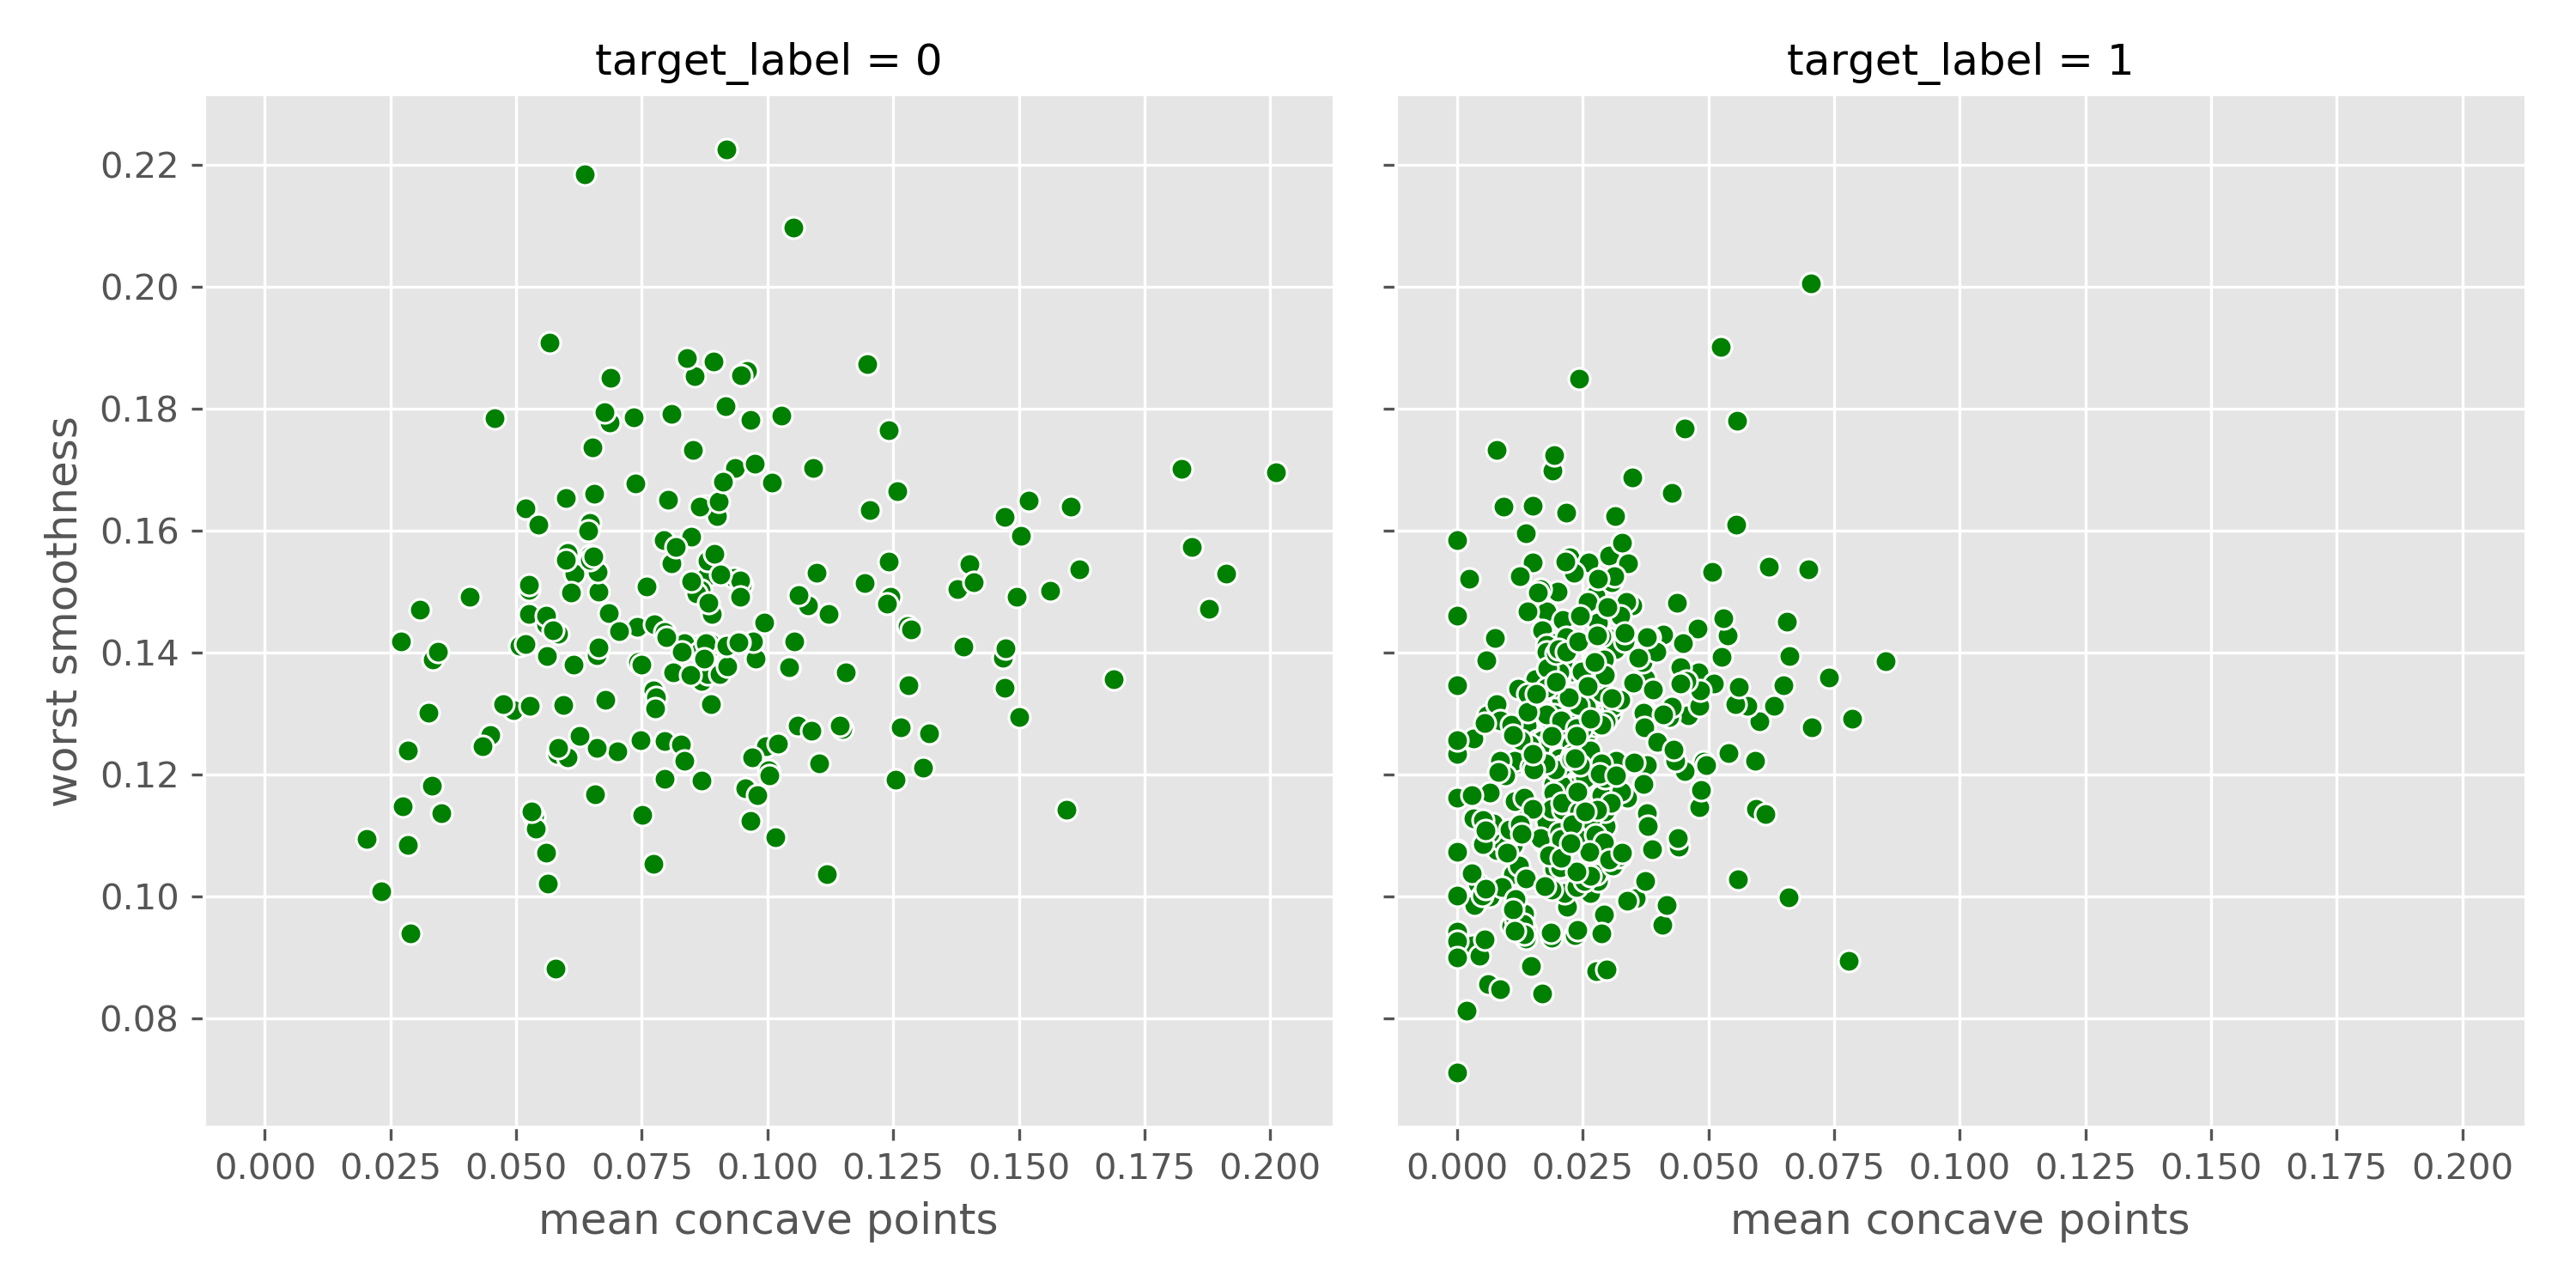 target_label = 0
target_label = 1
0.22
0.20
0.18
0.16
0.14
0.12
0.10
0.08
worst smoothness
0.000 0.025 0.050 0.075 0.100 0.125 0.150 0.175 0.200
0.000 0.025 0.050 0.075 0.100 0.125 0.150 0.175 0.200
mean concave points
mean concave points